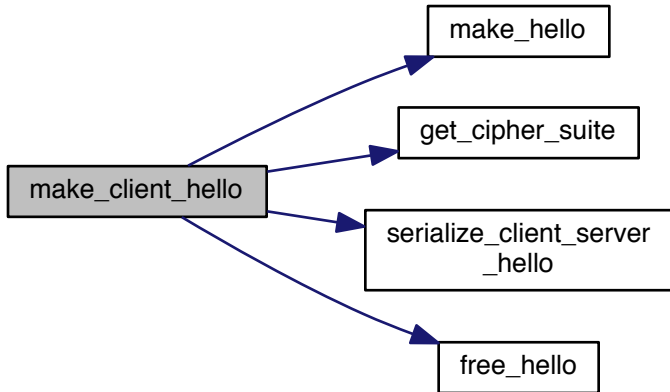 make_hello
get_cipher_suite
make_client_hello
serialize_client_server
_hello
free_hello